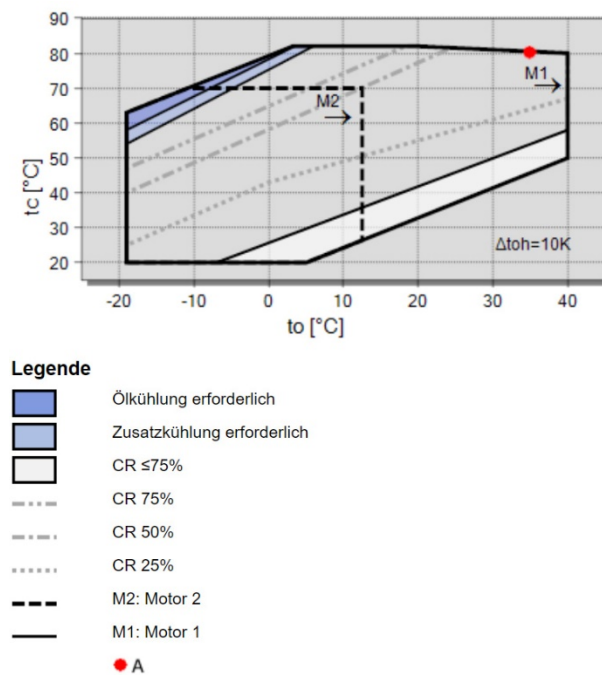 90
80
70
60
50
40
30
20
tc [°C]
M1
M2
Δtoh=10K
-20 -10 0 10 20 30 40
to [°C]
Legende
Ölkühlung erforderlich
Zusatzkühlung erforderlich
CR ≤75%
CR 75%
CR 50%
CR 25%
M2: Motor 2
M1: Motor 1
A